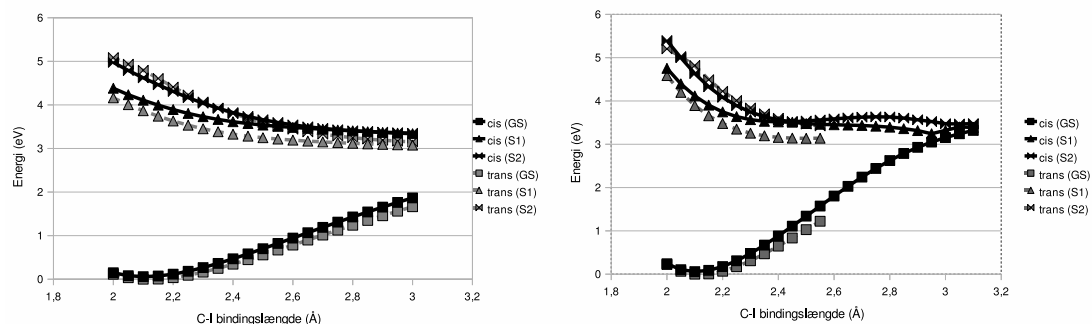 6
5
4
3
2
1
0
Energi (eV)
1,8
2
2,2
2,4
2,6
2,8
3
3,2
C-I bindingslængde (Å)
cis (GS)
cis (S1)
cis (S2)
trans (GS)
trans (S1)
trans (S2)
6
5
4
3
2
1
0
Energi (eV)
1,8
2
2,2
2,4
2,6
2,8
3
3,2
C-I bindingslængde (Å)
cis (GS)
cis (S1)
cis (S2)
trans (GS)
trans (S1)
trans (S2)